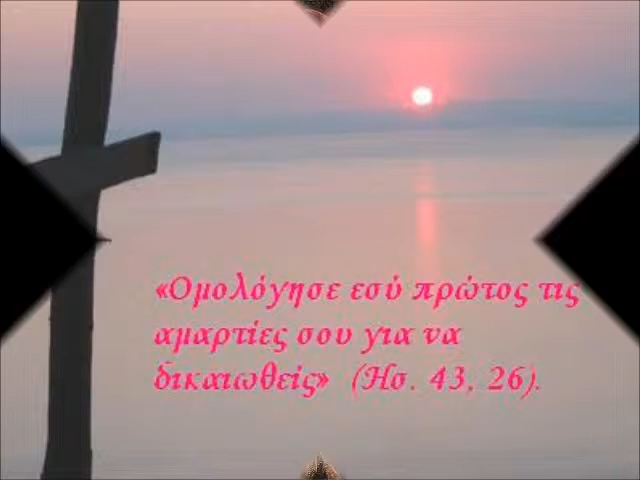 «Ομολόγησε εσύ πρώτος τις
αμαρτίες σου για να
δικαιωθείς» (Ησ. 43, 26).